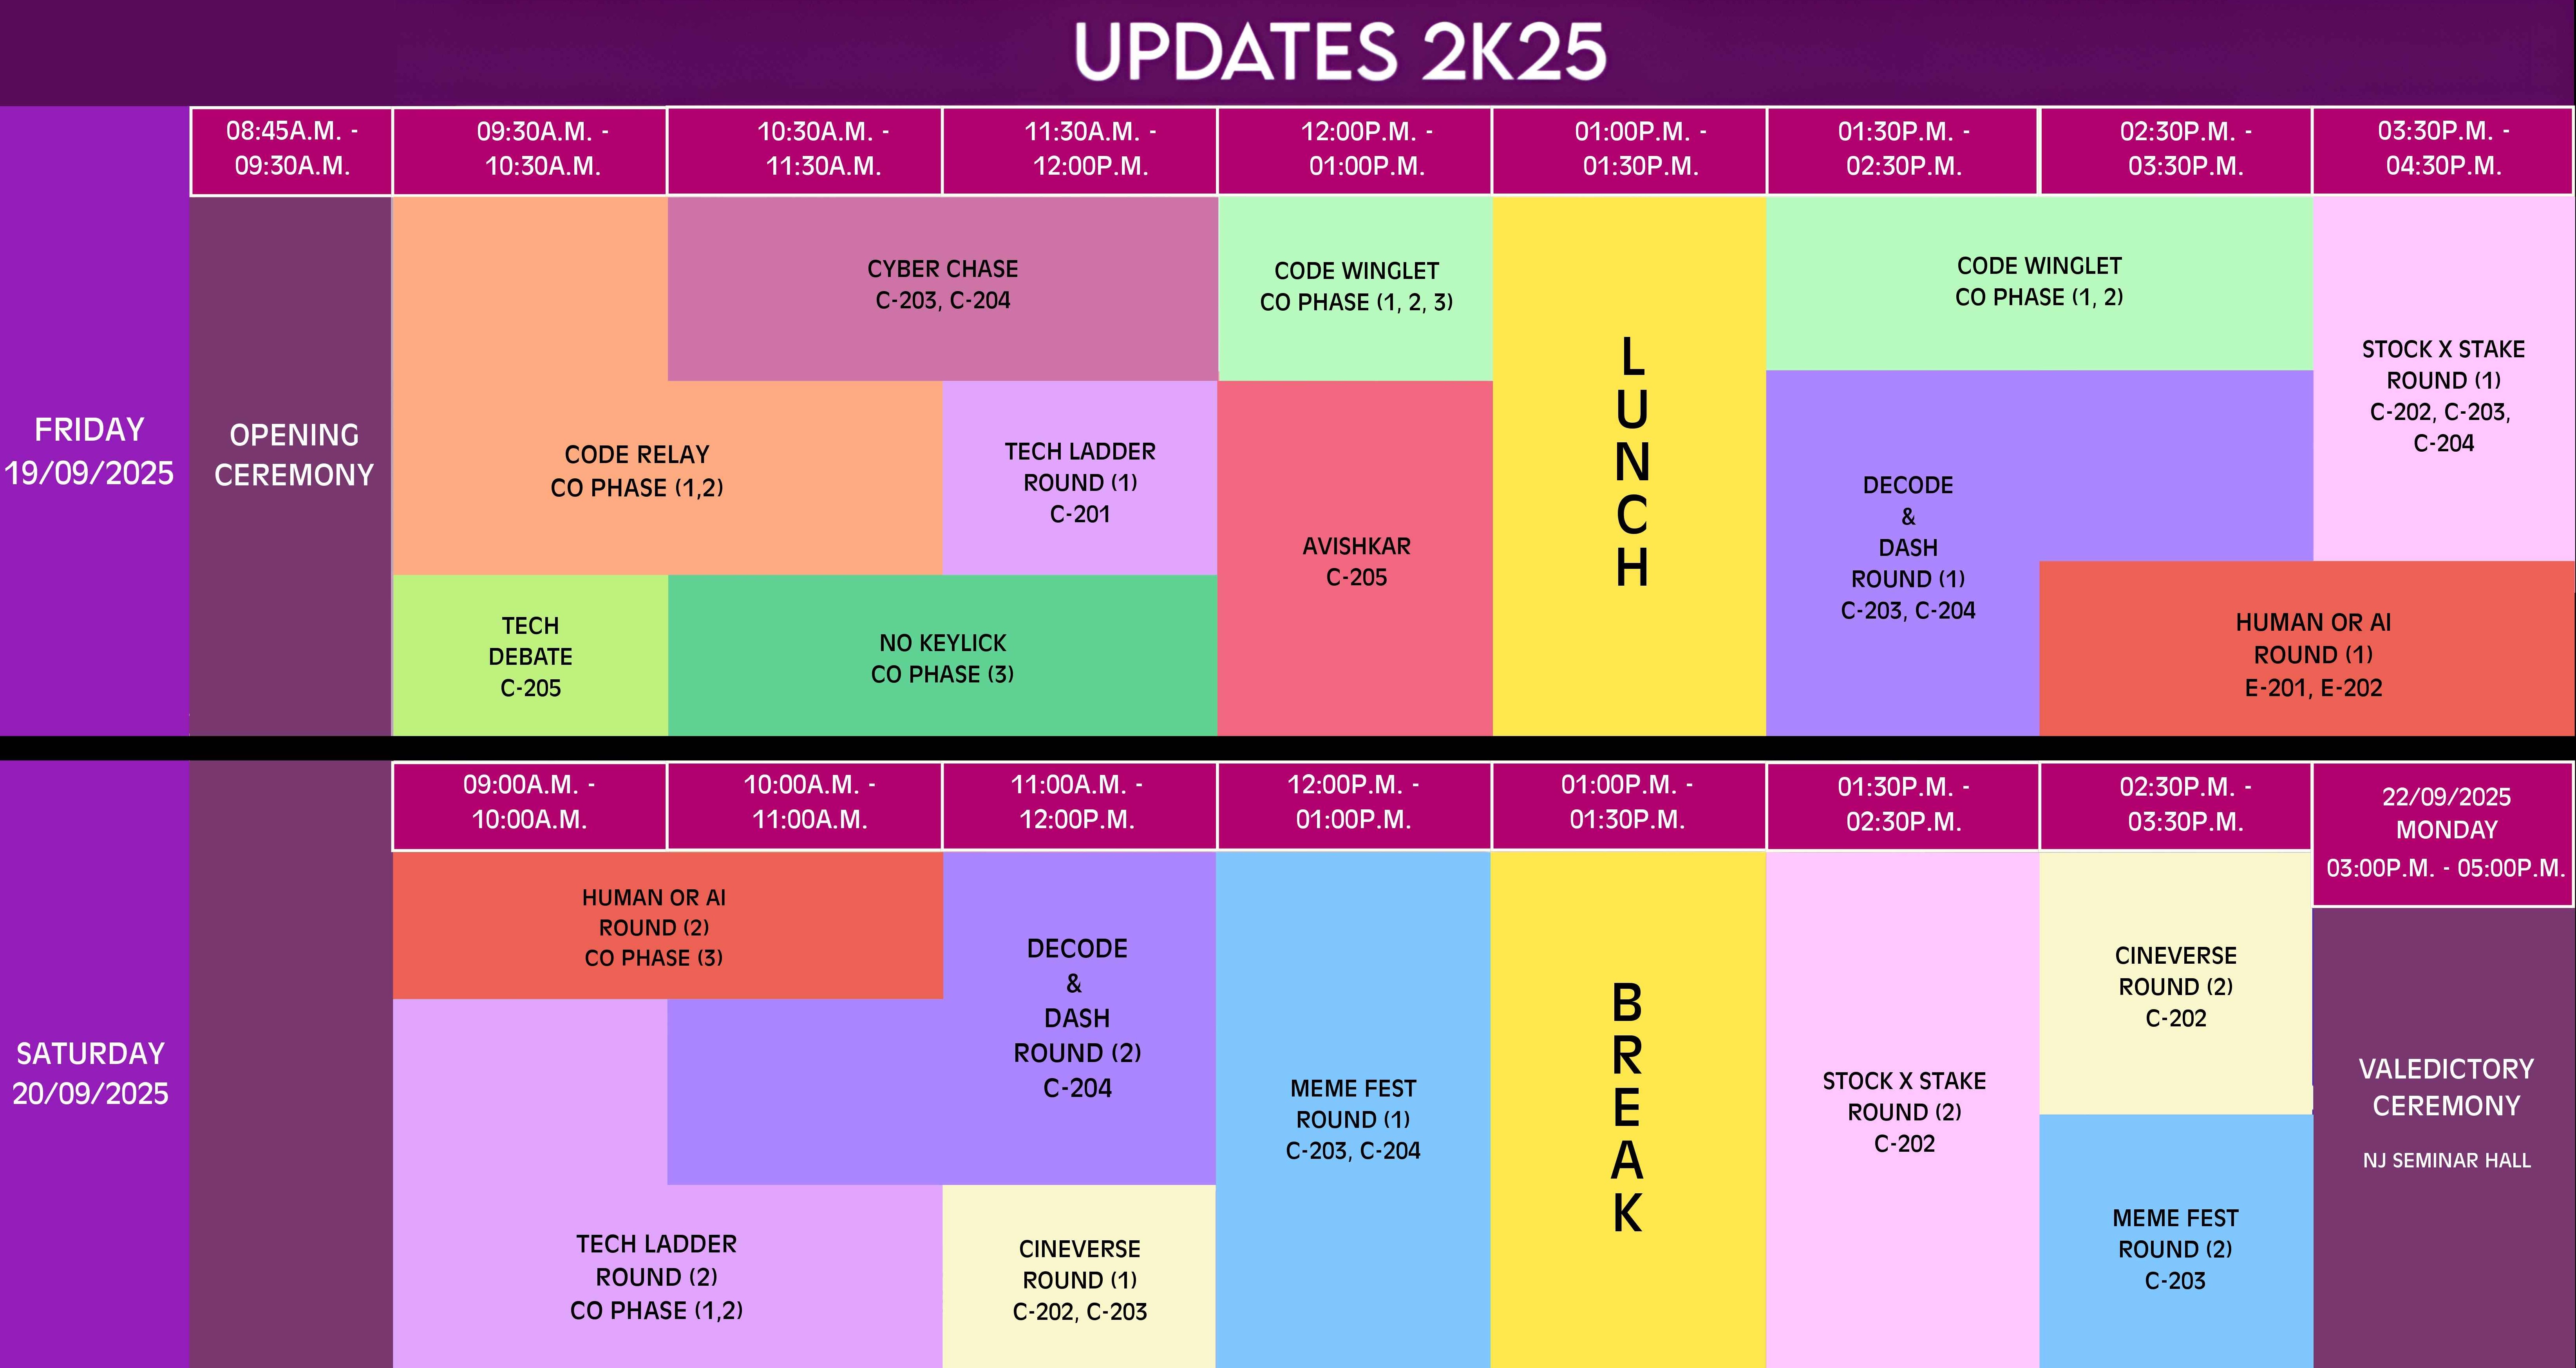 UPDATES 2K25
08:45A.M. -
09:30A.M.
09:30A.M. -
10:30A.M.
10:30A.M. -
11:30A.M.
11:30A.M. -
12:00P.M.
12:00P.M. -
01:00P.M.
01:00P.M. -
01:30P.M.
01:30P.M. -
02:30P.M.
02:30P.M. -
03:30P.M.
03:30P.M. -
04:30P.M.
FRIDAY
19/09/2025
OPENING
CEREMONY
CODE RELAY
CO PHASE (1,2)
TECH
DEBATE
C-205
CYBER CHASE
C-203, C-204
TECH LADDER
ROUND (1)
C-201
NO KEYLICK
CO PHASE (3)
CODE WINGLET
CO PHASE (1, 2, 3)
AVISHKAR
C-205
L
U
N
C
H
CODE WINGLET
CO PHASE (1, 2)
DECODE
&
DASH
ROUND (1)
C-203, C-204
STOCK X STAKE
ROUND (1)
C-202, C-203,
C-204
HUMAN OR AI
ROUND (1)
E-201, E-202
09:00A.M. -
10:00A.M.
10:00A.M. -
11:00A.M.
11:00A.M. -
12:00P.M.
12:00P.M. -
01:00P.M.
01:00P.M. -
01:30P.M.
01:30P.M. -
02:30P.M.
02:30P.M. -
03:30P.M.
22/09/2025
MONDAY
03:00P.M. - 05:00P.M.
SATURDAY
20/09/2025
HUMAN OR AI
ROUND (2)
CO PHASE (3)
TECH LADDER
ROUND (2)
CO PHASE (1,2)
DECODE
&
DASH
ROUND (2)
C-204
CINEVERSE
ROUND (1)
C-202, C-203
MEME FEST
ROUND (1)
C-203, C-204
B
R
E
A
K
STOCK X STAKE
ROUND (2)
C-202
CINEVERSE
ROUND (2)
C-202
MEME FEST
ROUND (2)
C-203
VALEDICTORY
CEREMONY
NJ SEMINAR HALL